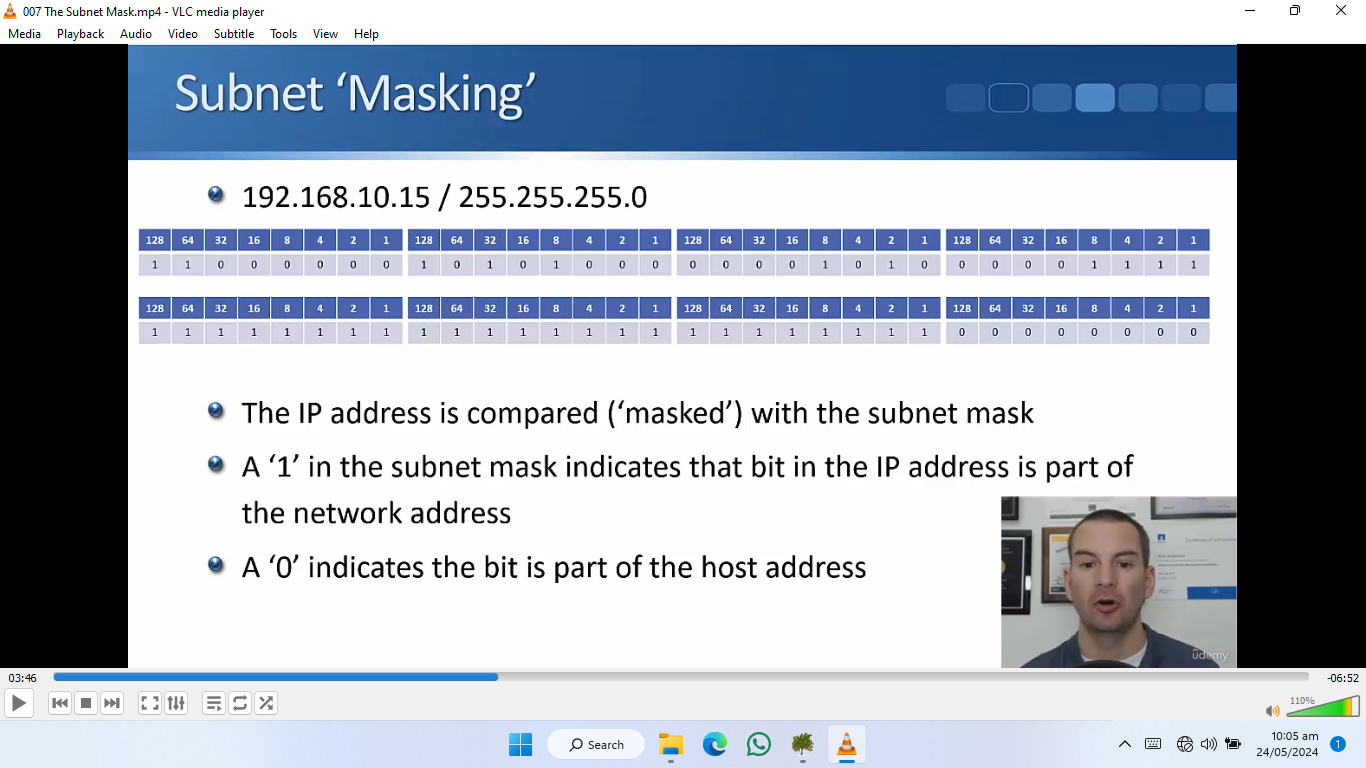 007 The Subnet Mask.mp4 - VLC media player
Media Playback Audio Video Subtitle Tools View Help
Subnet ‘Masking’
192.168.10.15 / 255.255.255.0
128 64 32 16 8 4 2 1 128 64 32 16 8 4 2 1 128 64 32 16 8 4 2 1 128 64 32 16 8 4 2 1
1 1 0 0 0 0 0 0 1 0 1 0 1 0 0 0 0 0 0 0 1 0 1 0 0 0 0 0 1 1 1 1
128 64 32 16 8 4 2 1 128 64 32 16 8 4 2 1 128 64 32 16 8 4 2 1 128 64 32 16 8 4 2 1
1 1 1 1 1 1 1 1 1 1 1 1 1 1 1 1 1 1 1 1 1 1 1 1 0 0 0 0 0 0 0 0
The IP address is compared (‘masked’) with the subnet mask
A ‘1’ in the subnet mask indicates that bit in the IP address is part of
the network address
A ‘0’ indicates the bit is part of the host address
ûdemy
03:46 -06:52
110%
Search
10:05 am
24/05/2024
1